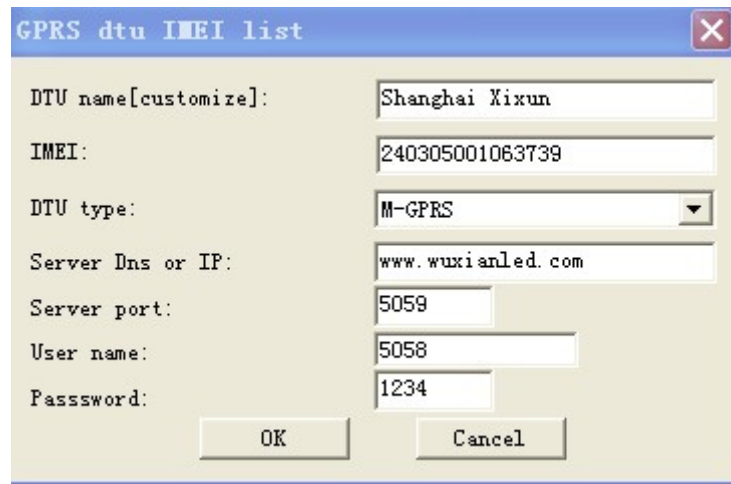 GPRS dtu IMEI list
DTU name[customize]: Shanghai Xixun
IMEI: 240305001063739
DTU type: M-GPRS
Server Dns or IP: www.wuxianled.com
Server port: 5059
User name: 5058
Passsword: 1234
OK Cancel